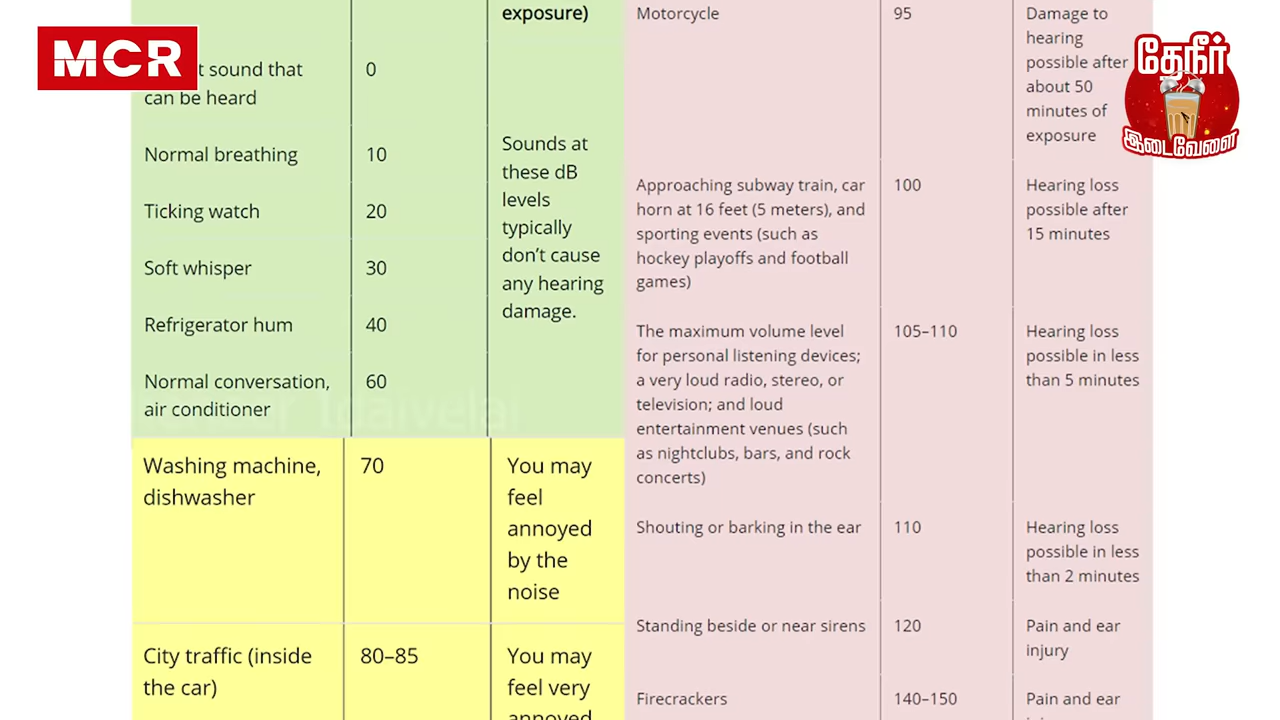 MCR
exposure)
t sound that
can be heard
0
Normal breathing
10
Ticking watch
20
Soft whisper
30
Refrigerator hum
40
Normal conversation,
air conditioner
60
Sounds at
these dB
levels
typically
don’t cause
any hearing
damage.
Washing machine,
dishwasher
70
You may
feel
annoyed
by the
noise
City traffic (inside
the car)
80–85
You may
feel very
annoyed
Motorcycle
95
Damage to
hearing
possible after
about 50
minutes of
exposure
Approaching subway train, car
horn at 16 feet (5 meters), and
sporting events (such as
hockey playoffs and football
games)
100
Hearing loss
possible after
15 minutes
The maximum volume level
for personal listening devices;
a very loud radio, stereo, or
television; and loud
entertainment venues (such
as nightclubs, bars, and rock
concerts)
105–110
Hearing loss
possible in less
than 5 minutes
Shouting or barking in the ear
110
Hearing loss
possible in less
than 2 minutes
Standing beside or near sirens
120
Pain and ear
injury
Firecrackers
140–150
Pain and ear
தேநீர்
இடைவேளை
Idaivelai